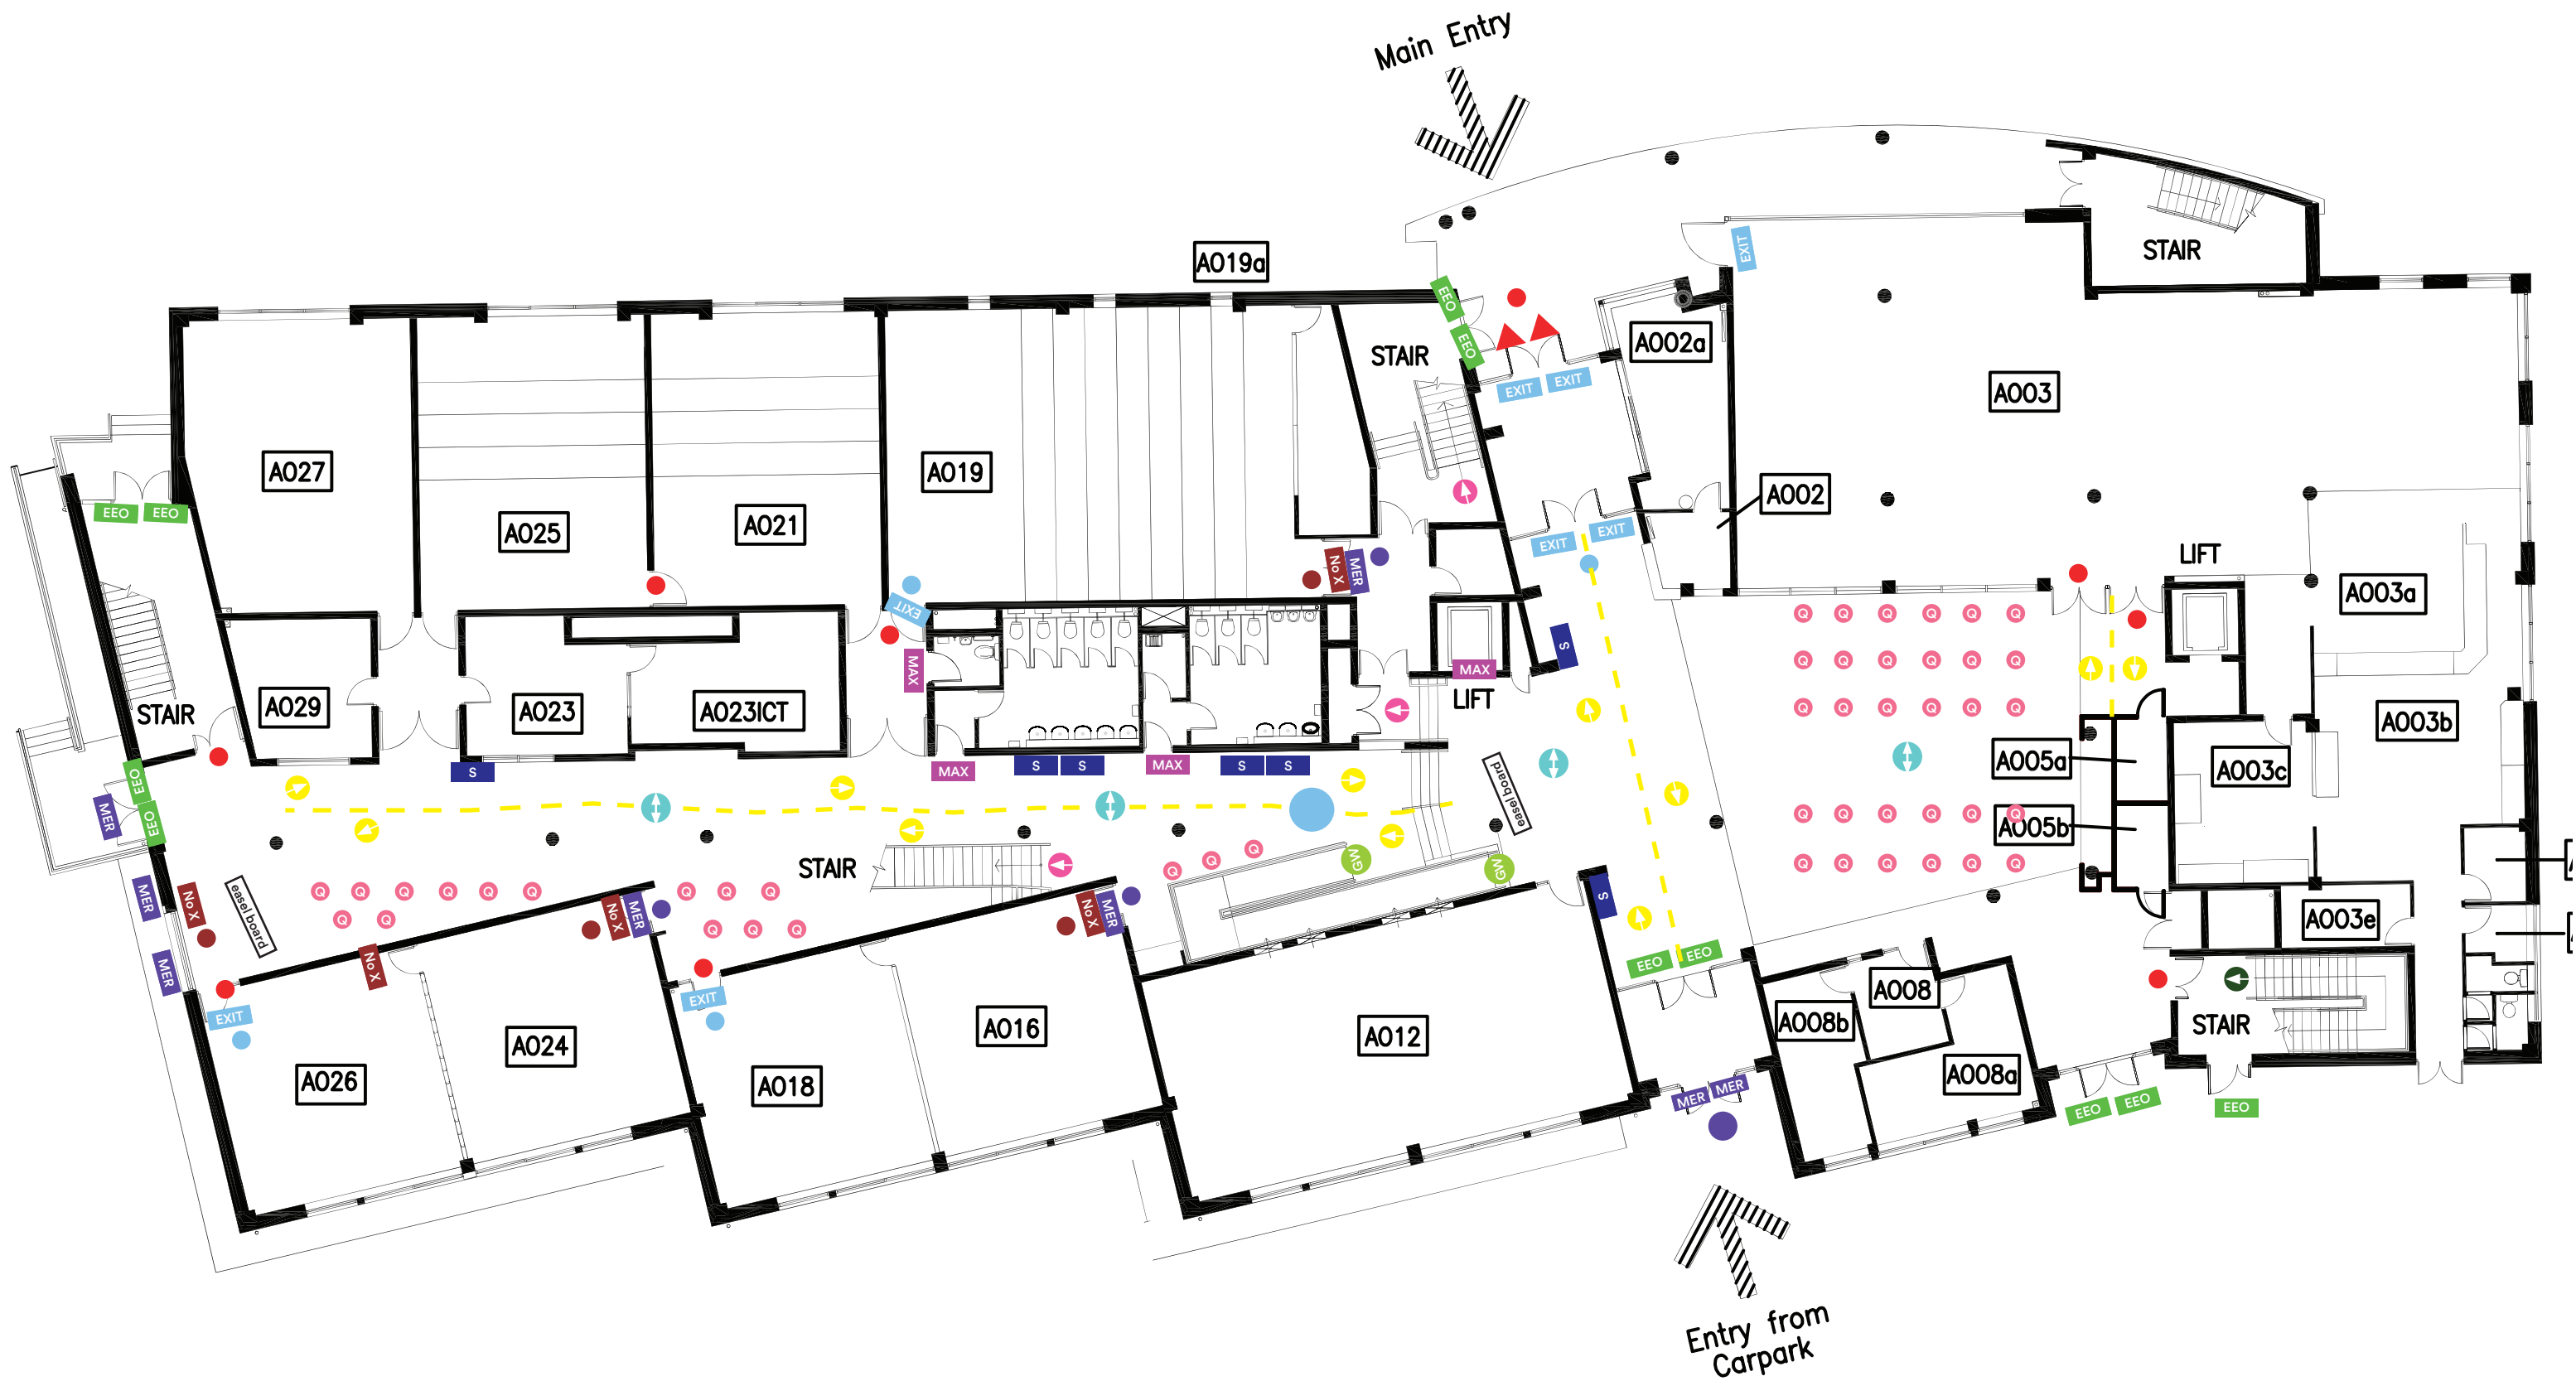 Main Entry
A019a
EEO
EEO
EXIT
STAIR
STAIR
A002a
A003
EXIT
EXIT
A027
A025
A021
A019
A002
EEO
EEO
EXIT
EXIT
No X
MER
EXIT
LIFT
A003a
Q Q Q Q Q Q
Q Q Q Q Q Q
Q Q Q Q Q Q
S
MAX
MAX
LIFT
STAIR
A029
A023
A023ICT
A003b
A005a
A003c
A005b
Q Q Q Q Q Q
Q Q Q Q Q Q
S
MAX
S
S
MAX
S
S
easel board
EEO
EEO
MER
STAIR
Q Q Q
GW
GW
MER
No X
easel board
Q Q Q Q Q Q
Q Q
Q Q Q
Q Q Q
No X
MER
No X
MER
S
A003e
No X
MER
EEO
EEO
EXIT
EXIT
A008
A008b
A008a
STAIR
A026
A024
A018
A016
A012
MER
MER
EEO
EEO
EEO
Entry from
Carpark